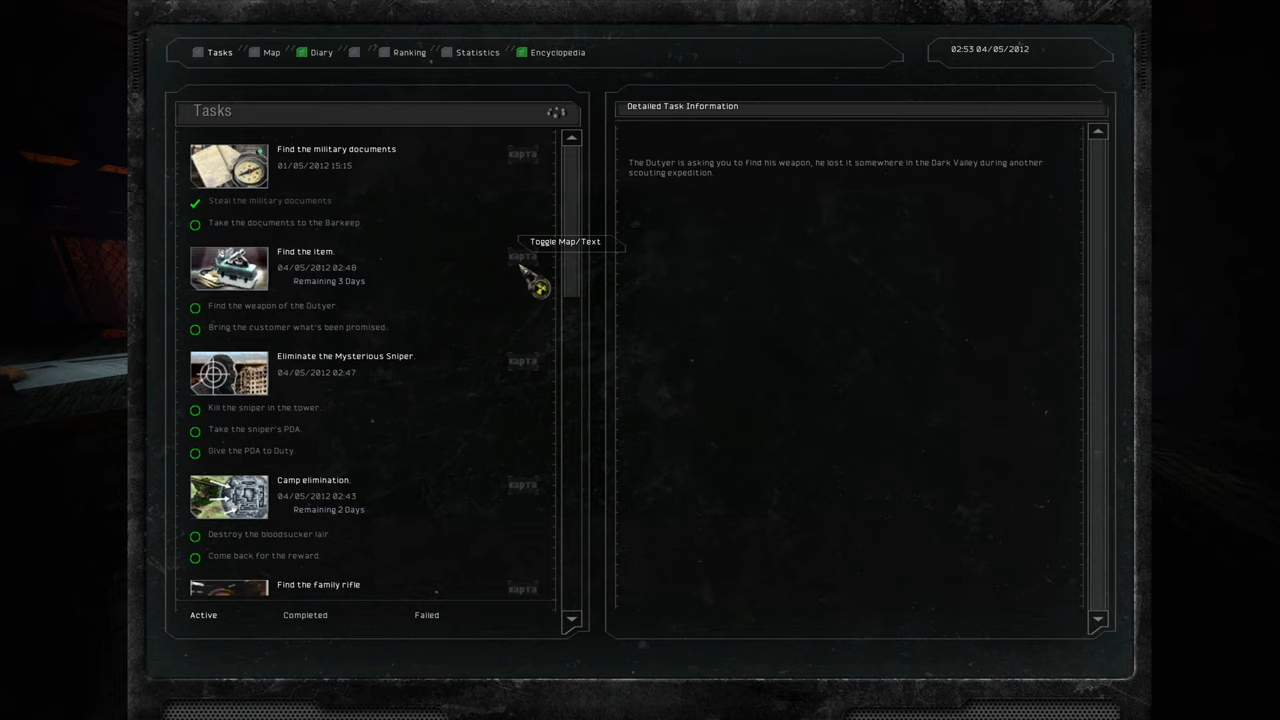 Tasks Map Diary Ranking Statistics Encyclopedia
02:53 04/05/2012
Tasks
Find the military documents
01/05/2012 15:15
карта
Steal the military documents
Take the documents to the Barkeep.
Find the item.
04/05/2012 02:48
Remaining 3 Days
карта
Toggle Map/Text
Find the weapon of the Dutyer.
Bring the customer what's been promised.
Eliminate the Mysterious Sniper.
04/05/2012 02:47
карта
Kill the sniper in the tower.
Take the sniper's PDA.
Give the PDA to Duty.
Camp elimination.
04/05/2012 02:43
Remaining 2 Days
карта
Destroy the bloodsucker lair
Come back for the reward.
Find the family rifle
карта
Active Completed Failed
Detailed Task Information
The Dutyer is asking you to find his weapon, he lost it somewhere in the Dark Valley during another
scouting expedition.